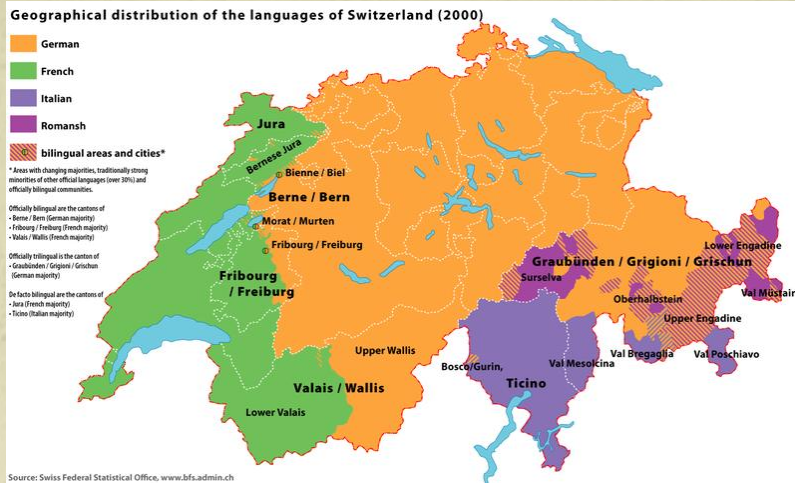 Geographical distribution of the languages of Switzerland (2000)
German
French
Italian
Romansh
bilingual areas and cities*
* Areas with changing majorities, traditionally strong
minorities of other official languages (over 30%) and
officially bilingual communities.
Officially bilingual are the cantons of
• Berne / Bern (German majority)
• Fribourg / Freiburg (French majority)
• Valais / Wallis (French majority)
Officially trilingual is the canton of
• Graubünden / Grigioni / Grischun
(German majority)
De facto bilingual are the cantons of
• Jura (French majority)
• Ticino (Italian majority)
Jura
Bernese Jura
Bienne / Biel
Berne / Bern
Morat / Murten
Fribourg / Freiburg
Fribourg
/ Freiburg
Lower Engadine
Graubünden / Grigioni / Grischun
Surselva
Val Müstair
Oberhalbstein
Upper Engadine
Upper Wallis
Val Bregaglia
Val Poschiavo
Bosco/Gurin,
Val Mesolcina
Ticino
Valais / Wallis
Lower Valais
Source: Swiss Federal Statistical Office, www.bfs.admin.ch